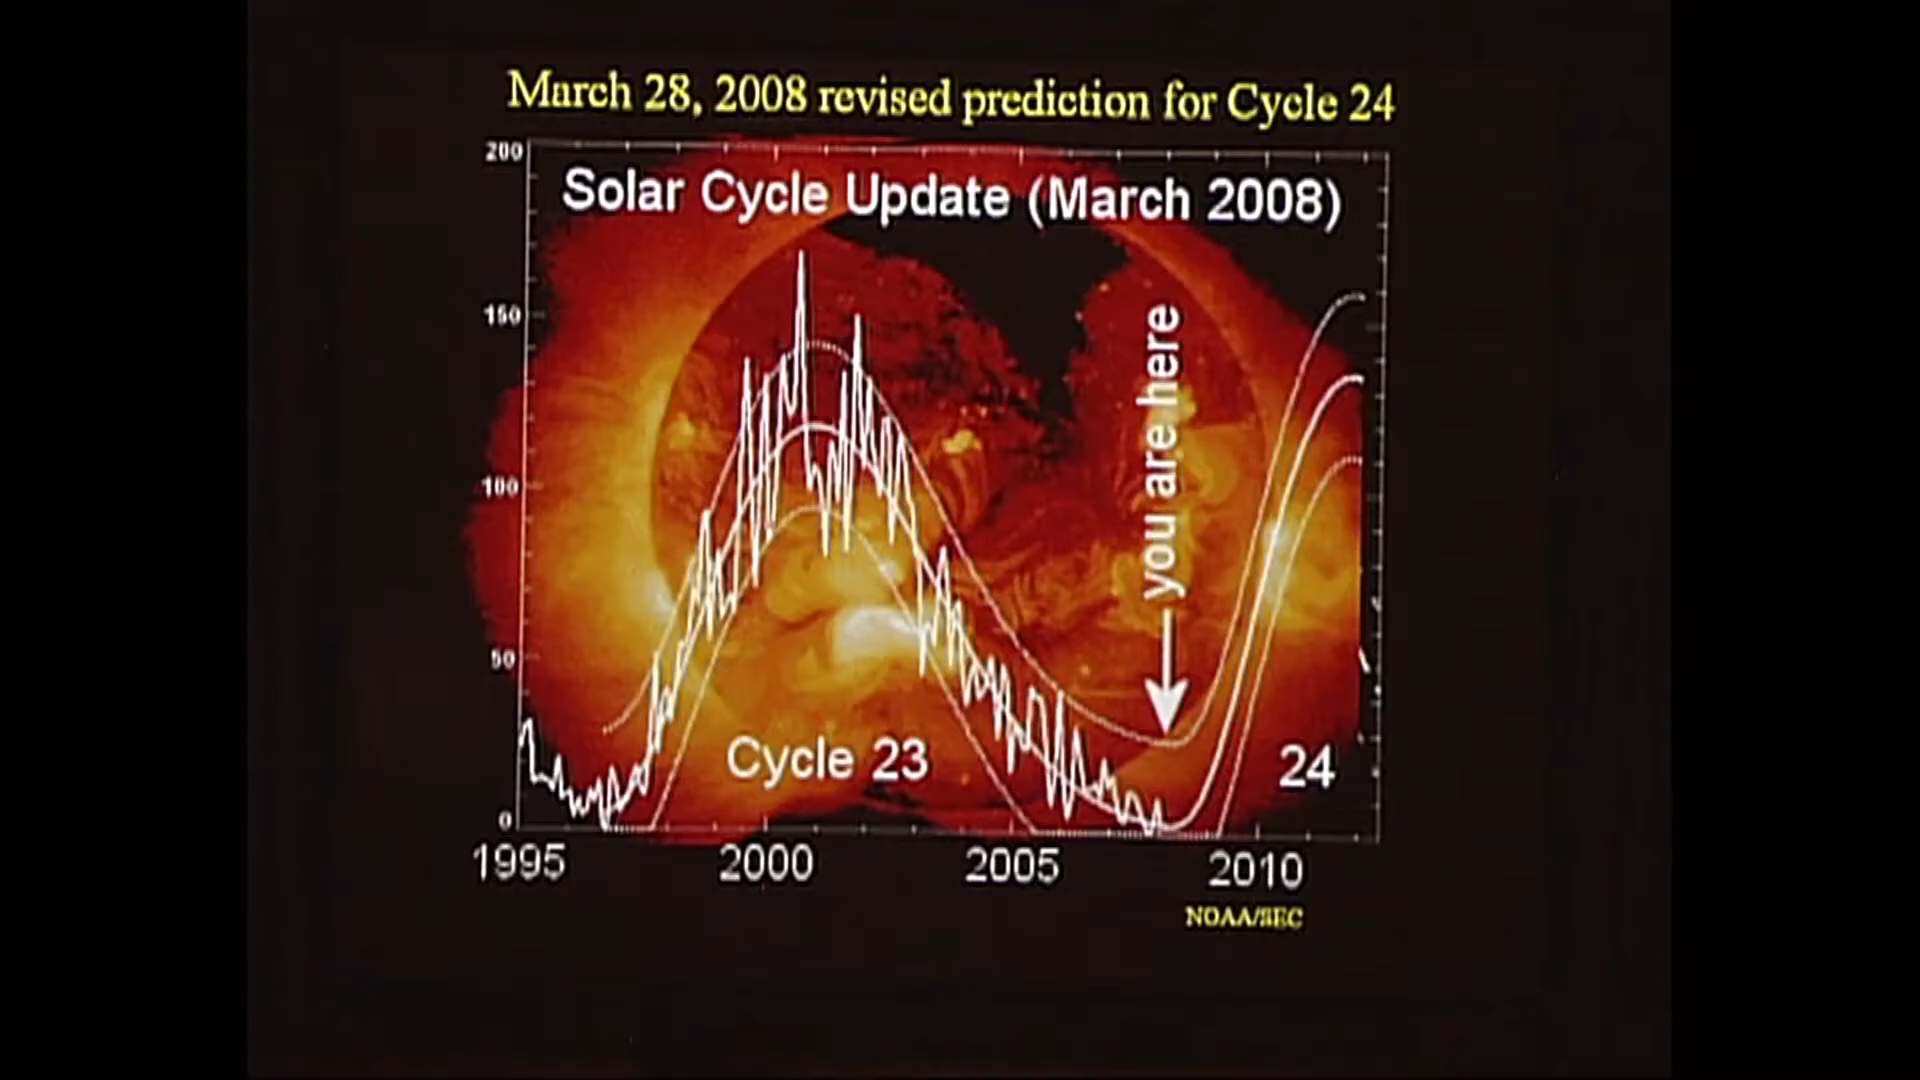 March 28, 2008 revised prediction for Cycle 24
200
Solar Cycle Update (March 2008)
150
you are here
100
50
Cycle 23
24
0
1995 2000 2005 2010
NOAA/SEC